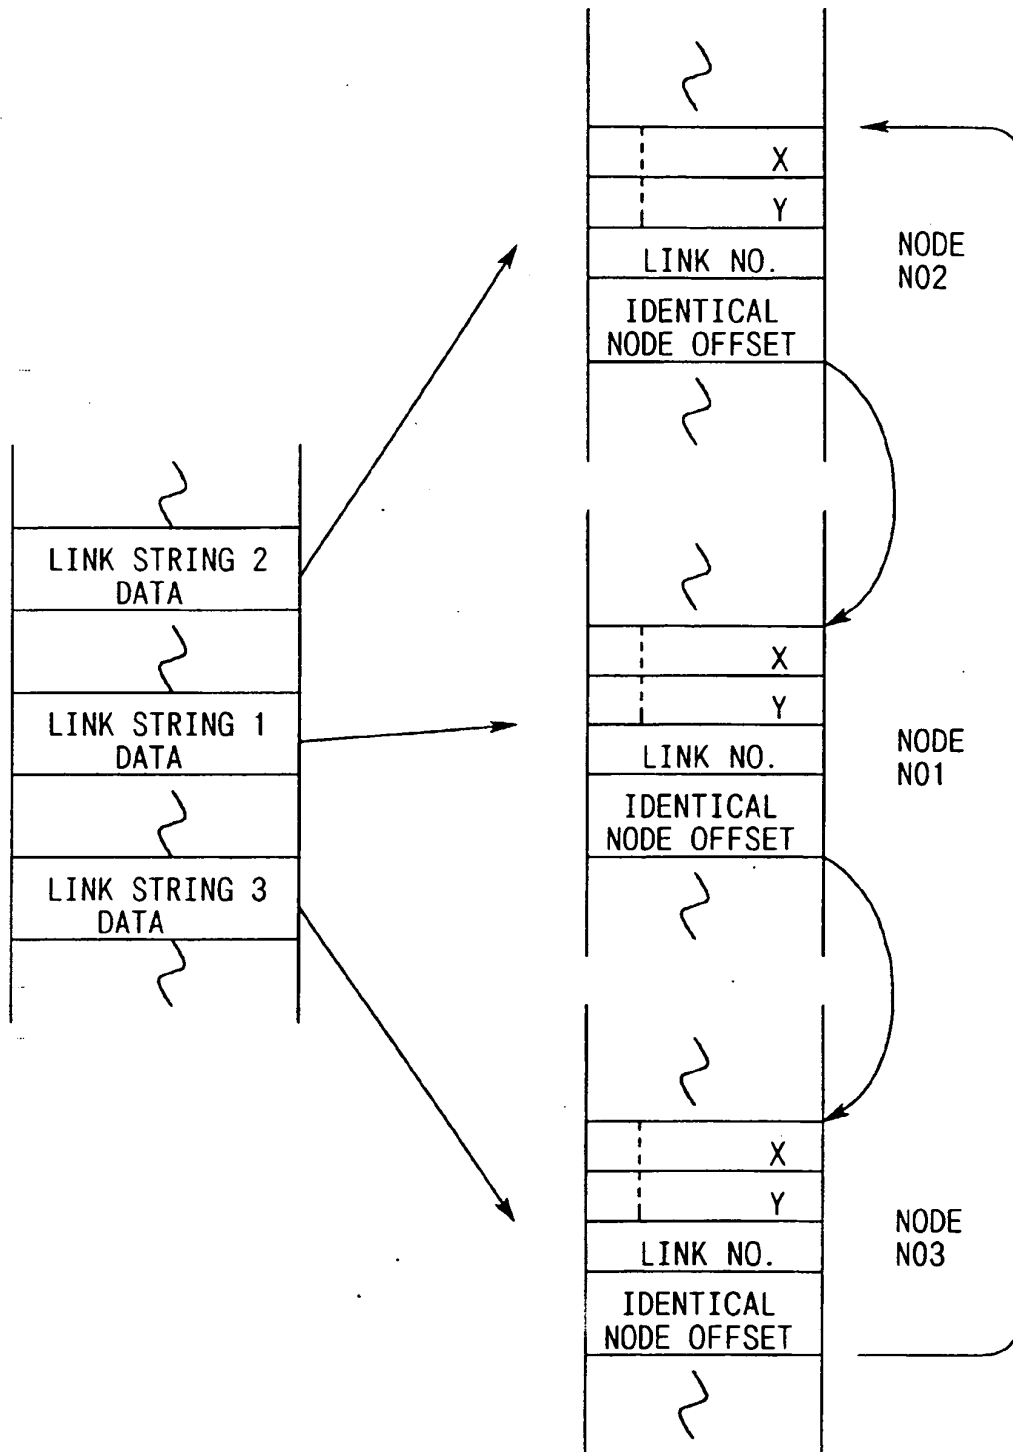 X
Y
LINK NO.
IDENTICAL
NODE OFFSET
NODE
N02
LINK STRING 2
DATA
LINK STRING 1
DATA
LINK STRING 3
DATA
X
Y
LINK NO.
IDENTICAL
NODE OFFSET
NODE
N01
X
Y
LINK NO.
IDENTICAL
NODE OFFSET
NODE
N03